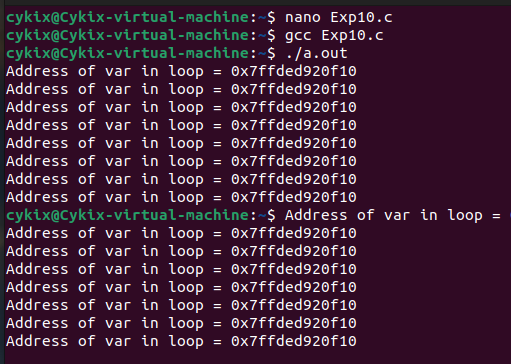 cykix@Cykix-virtual-machine:~$ nano Exp10.c
cykix@Cykix-virtual-machine:~$ gcc Exp10.c
cykix@Cykix-virtual-machine:~$ ./a.out
Address of var in loop = 0x7ffded920f10
Address of var in loop = 0x7ffded920f10
Address of var in loop = 0x7ffded920f10
Address of var in loop = 0x7ffded920f10
Address of var in loop = 0x7ffded920f10
Address of var in loop = 0x7ffded920f10
Address of var in loop = 0x7ffded920f10
Address of var in loop = 0x7ffded920f10
cykix@Cykix-virtual-machine:~$ Address of var in loop =
Address of var in loop = 0x7ffded920f10
Address of var in loop = 0x7ffded920f10
Address of var in loop = 0x7ffded920f10
Address of var in loop = 0x7ffded920f10
Address of var in loop = 0x7ffded920f10
Address of var in loop = 0x7ffded920f10
Address of var in loop = 0x7ffded920f10